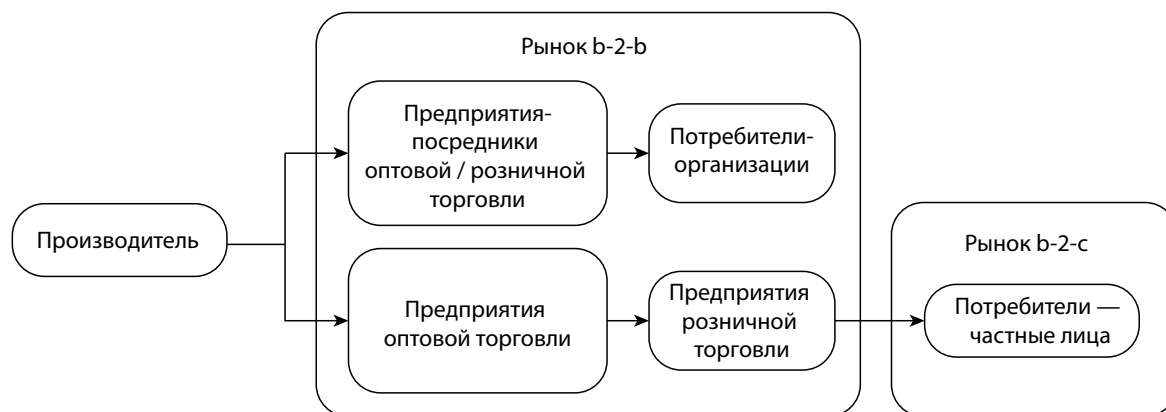 Рынок b-2-b
Предприятия-
посредники
оптовой / розничной
торговли
Потребители-
организации
Производитель
Предприятия
оптовой торговли
Предприятия
розничной
торговли
Рынок b-2-c
Потребители —
частные лица